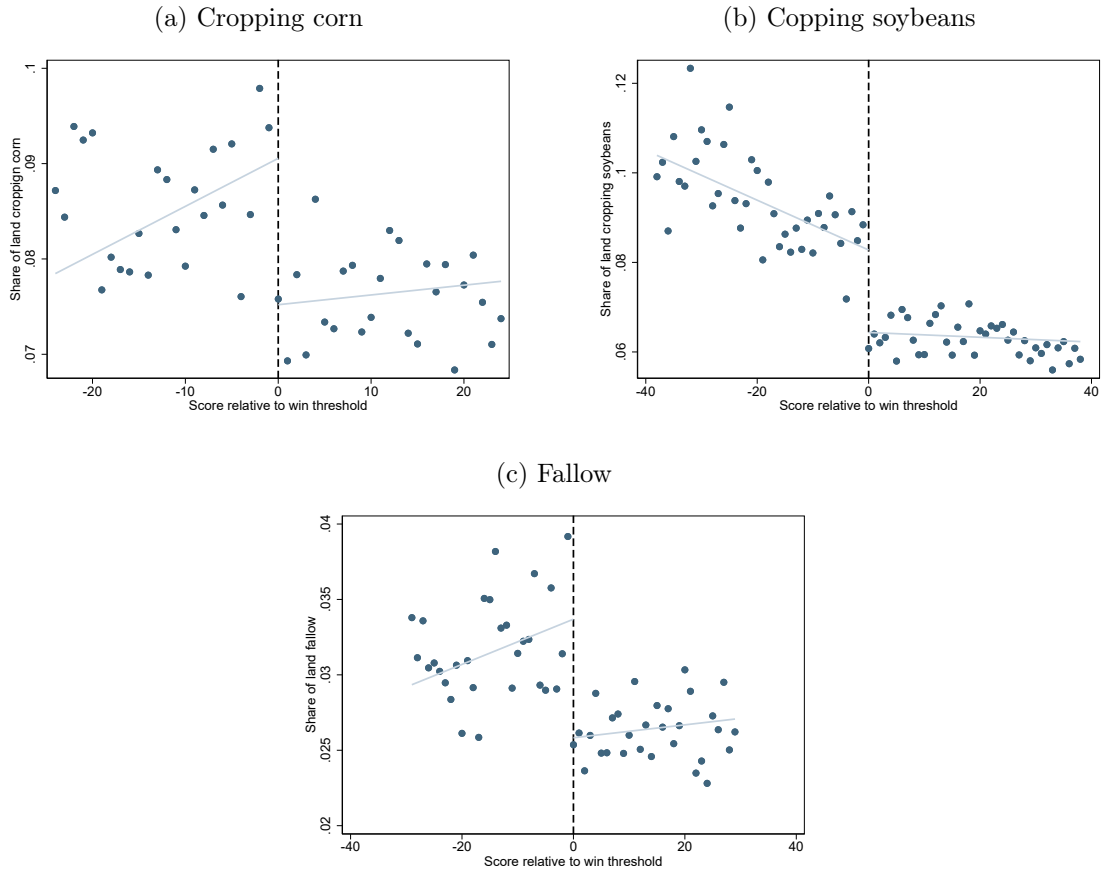 (a) Cropping corn
Share of land croppign corn
.1
.09
.08
.07
-20 -10 0 10 20
Score relative to win threshold
(b) Copping soybeans
Share of land cropping soybeans
.12
.1
.08
.06
-40 -20 0 20 40
Score relative to win threshold
(c) Fallow
Share of land fallow
.04
.035
.03
.025
.02
-40 -20 0 20 40
Score relative to win threshold